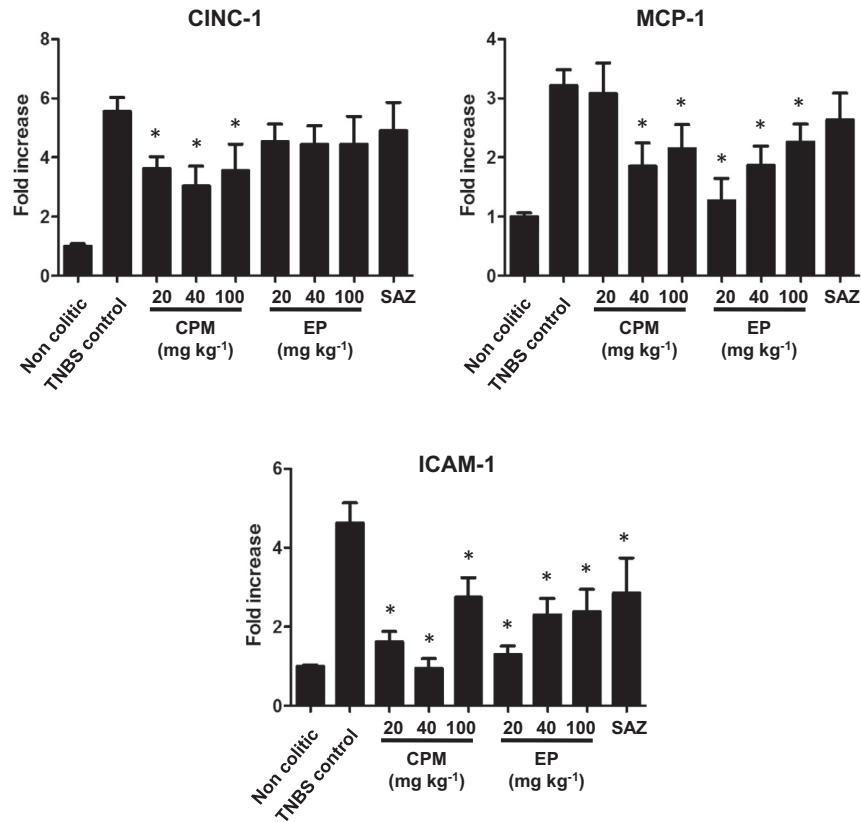 CINC-1
Fold increase
8
6
4
2
0
* * *
Non colitic
TNBS control
20 40 100 20 40 100 SAZ
CPM EP
(mg kg-1) (mg kg-1)
MCP-1
Fold increase
4
3
2
1
0
* * * * *
Non colitic
TNBS control
20 40 100 20 40 100 SAZ
CPM EP
(mg kg-1) (mg kg-1)
ICAM-1
Fold increase
6
4
2
0
* * * * * * *
Non colitic
TNBS control
20 40 100 20 40 100 SAZ
CPM EP
(mg kg-1) (mg kg-1)